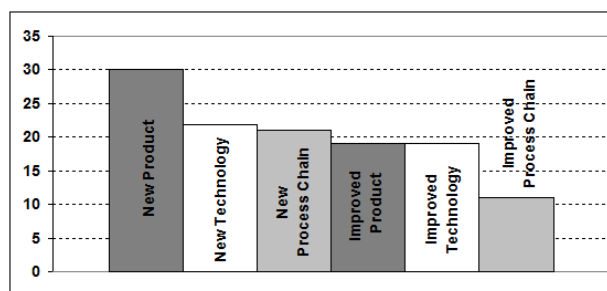 35
30
25
20
15
10
5
0
New Product
New Technology
New
Process Chain
Improved
Product
Improved
Technology
Improved
Process Chain